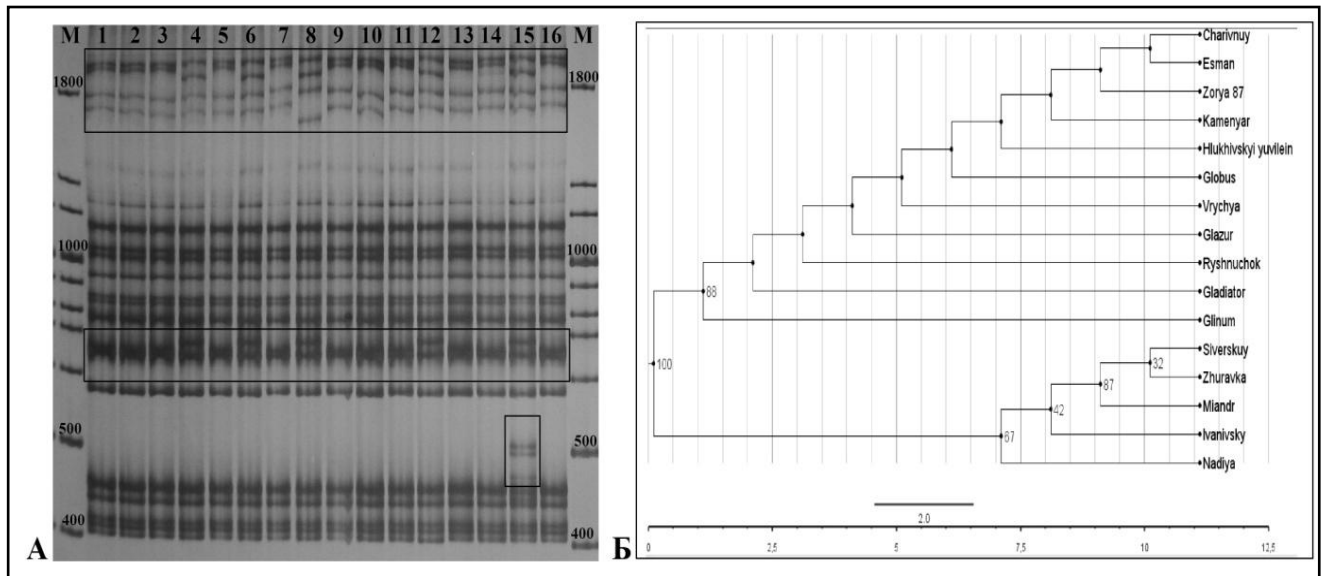 M 1 2 3 4 5 6 7 8 9 10 11 12 13 14 15 16 M
1800 1800
1000 1000
500 500
400 400
А
Charivnuy
Esman
Zorya 87
Kamenyar
Hlukhivskyi yuvilein
Globus
Vrychya
Glazur
Ryshnuchok
Gladiator
88
Glinum
Siverskuy
100
32
Zhuravka
87
Miandr
42
Ivanivsky
67
Nadiya
2.0
0 2,5 5 7,5 10 12,5
Б